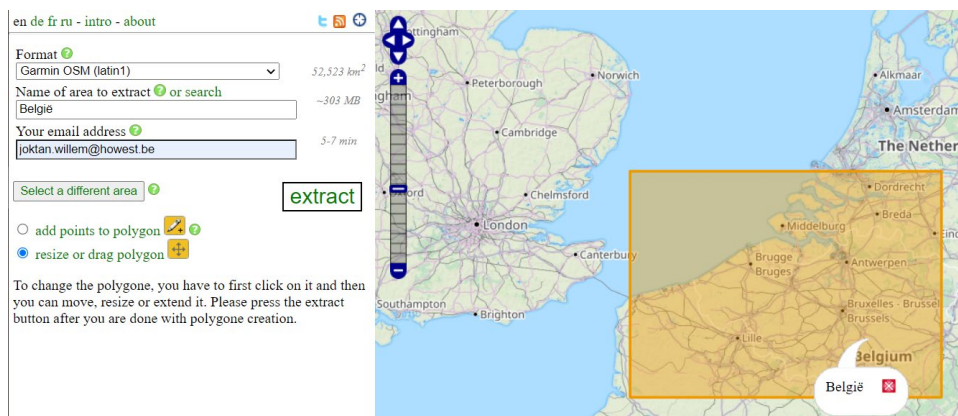 en de fr ru - intro - about
Format
Garmin OSM (latin1)
52,523 km2
Name of area to extract or search
België
~303 MB
Your email address
joktan.willem@howest.be
5-7 min
Select a different area
extract
add points to polygon
resize or drag polygon
To change the polygone, you have to first click on it and then
you can move, resize or extend it. Please press the extract
button after you are done with polygone creation.
Norwich
Peterborough
Alkmaar
Amsterdam
Cambridge
The Nether
Chelmsford
Dordrecht
Breda
London
Middelburg
Canterbury
Brugge
Bruges
Antwerpen
Southampton
Brighton
Bruxelles - Brussel
Brussels
Lille
Belgium
België